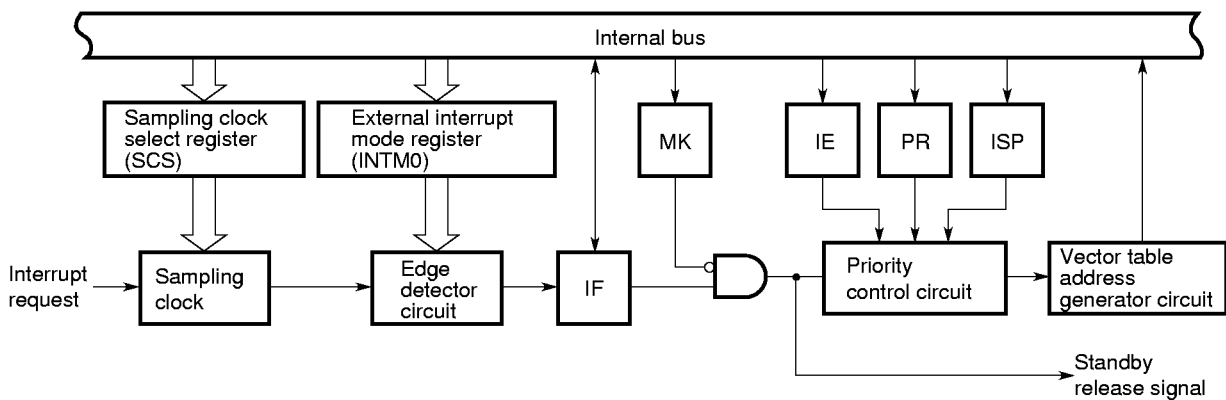 Internal bus
Sampling clock
select register
(SCS)
External interrupt
mode register
(INTM0)
MK
IE
PR
ISP
Interrupt
request
Sampling
clock
Edge
detector
circuit
IF
Priority
control circuit
Vector table
address
generator circuit
Standby
release signal